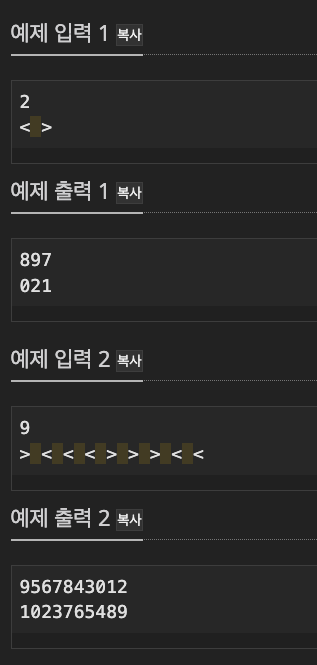 예제 입력 1 복사
2
< >
예제 출력 1 복사
897
021
예제 입력 2 복사
9
> < < < > > > < <
예제 출력 2 복사
9567843012
1023765489